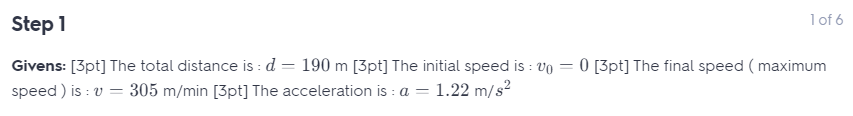 Step 1
1 of 6
Givens: [3pt] The total distance is : d = 190 m [3pt] The initial speed is : v₀ = 0 [3pt] The final speed ( maximum
speed ) is : v = 305 m/min [3pt] The acceleration is : a = 1.22 m/s²